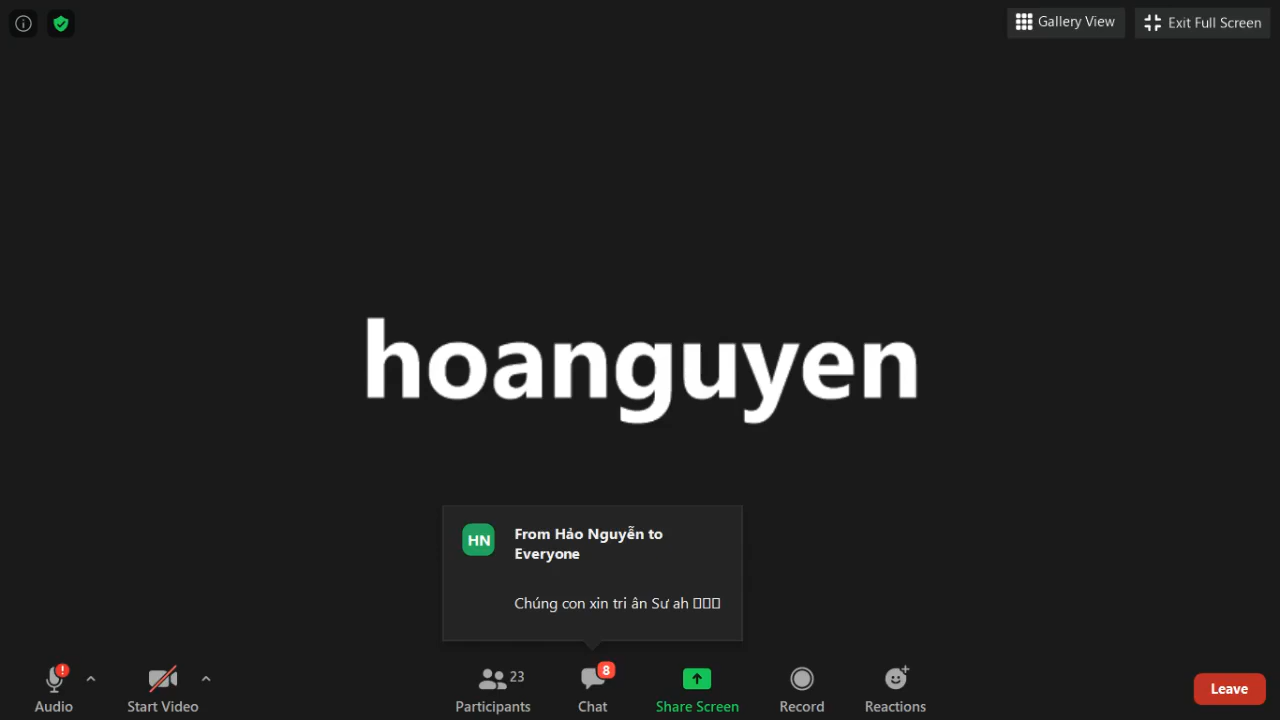 Gallery View
Exit Full Screen
hoanguyen
HN
From Hảo Nguyễn to
Everyone
Chúng con xin tri ân Sư ah
Audio
Start Video
23
Participants
8
Chat
Share Screen
Record
Reactions
Leave